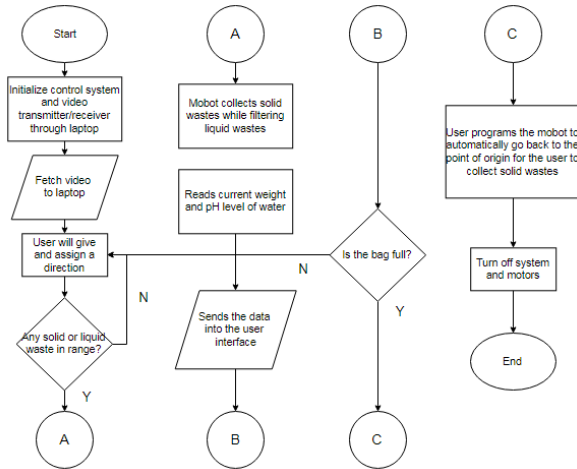 Start
Initialize control system
and video
transmitter/receiver
through laptop
Fetch video
to laptop
User will give
and assign a
direction
N
Any solid or liquid
waste in range?
Y
A
A
Mobot collects solid
wastes while filtering
liquid wastes
Reads current weight
and pH level of water
Sends the data
into the user
interface
B
B
Is the bag full?
N
Y
C
C
User programs the mobot to
automatically go back to the
point of origin for the user to
collect solid wastes
Turn off system
and motors
End